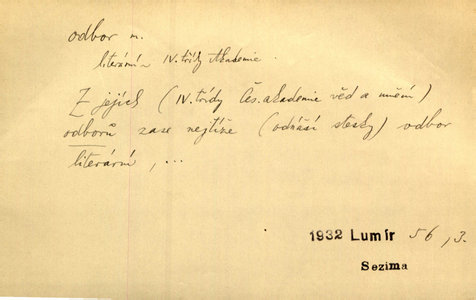 odbor m.
literární ~ IV. třídy Akademie.
Z jejích (IV. třídy Čes. akademie věd a umění)
odborů zase nejtíže (odnáší stesky) odbor
literární, ...
1932 Lumír 56, 3.
Sezima